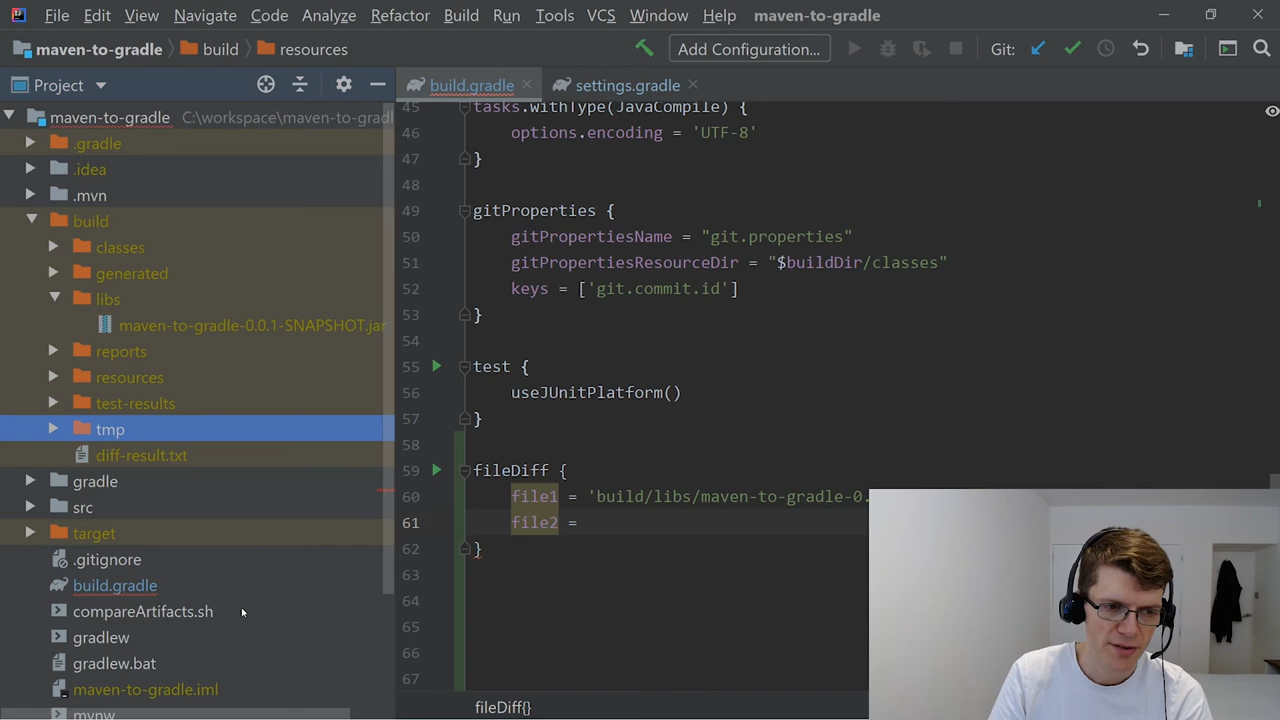 File Edit View Navigate Code Analyze Refactor Build Run Tools VCS Window Help maven-to-gradle
maven-to-gradle build resources Add Configuration... Git:
Project
build.gradle settings.gradle
maven-to-gradle C:\workspace\maven-to-gradl
.gradle
.idea
.mvn
build
classes
generated
libs
maven-to-gradle-0.0.1-SNAPSHOT.jar
reports
resources
test-results
tmp
diff-result.txt
gradle
src
target
.gitignore
build.gradle
compareArtifacts.sh
gradlew
gradlew.bat
maven-to-gradle.iml
mvnw
45 tasks.withType(JavaCompile) {
46 options.encoding = 'UTF-8'
47 }
48
49 gitProperties {
50 gitPropertiesName = "git.properties"
51 gitPropertiesResourceDir = "$buildDir/classes"
52 keys = ['git.commit.id']
53 }
54
55 test {
56 useJUnitPlatform()
57 }
58
59 fileDiff {
60 file1 = 'build/libs/maven-to-gradle-0.
61 file2 =
62 }
63
64
65
66
67
fileDiff{}